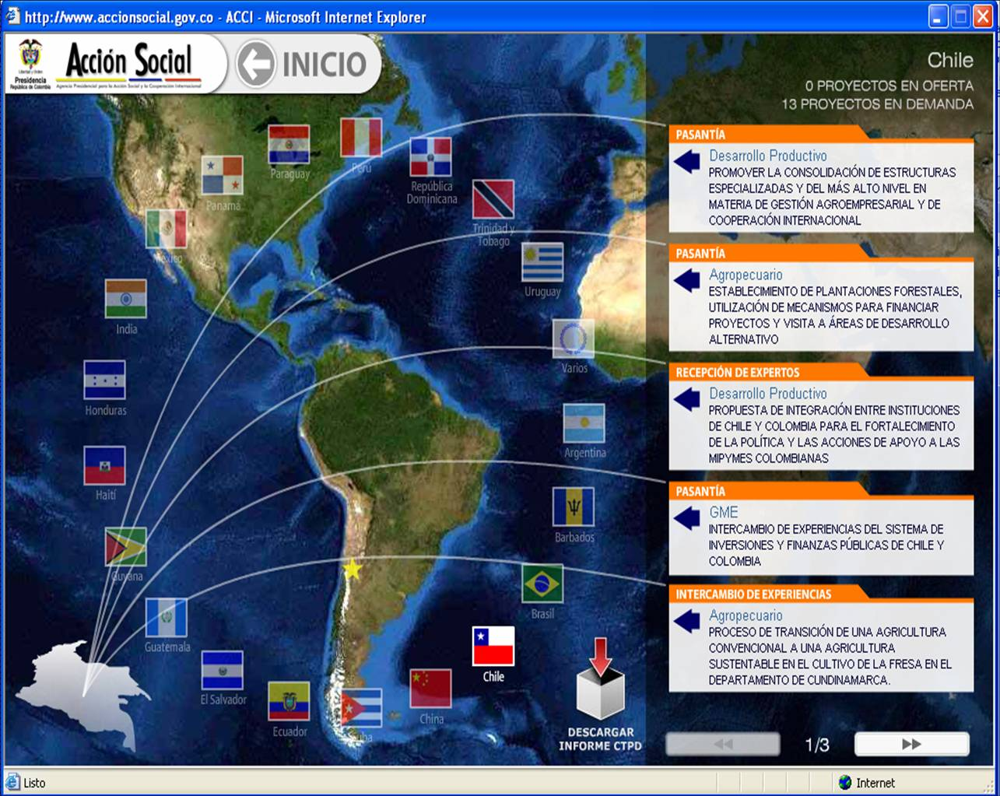 http://www.accionsocial.gov.co - ACCI - Microsoft Internet Explorer
Libertad y Orden
Presidencia
República de Colombia
Acción Social
Agencia Presidencial para la Acción Social y la Cooperación Internacional
INICIO
Chile
0 PROYECTOS EN OFERTA
13 PROYECTOS EN DEMANDA
Paraguay
Perú
República
Dominicana
Panamá
Trinidad y
Tobago
México
Uruguay
India
Varios
Honduras
Argentina
Haití
Barbados
Guyana
Brasil
Guatemala
Chile
El Salvador
China
Ecuador
Cuba
DESCARGAR
INFORME CTPD
PASANTÍA
Desarrollo Productivo
PROMOVER LA CONSOLIDACIÓN DE ESTRUCTURAS
ESPECIALIZADAS Y DEL MÁS ALTO NIVEL EN
MATERIA DE GESTIÓN AGROEMPRESARIAL Y DE
COOPERACIÓN INTERNACIONAL
PASANTÍA
Agropecuario
ESTABLECIMIENTO DE PLANTACIONES FORESTALES,
UTILIZACIÓN DE MECANISMOS PARA FINANCIAR
PROYECTOS Y VISITA A ÁREAS DE DESARROLLO
ALTERNATIVO
RECEPCIÓN DE EXPERTOS
Desarrollo Productivo
PROPUESTA DE INTEGRACIÓN ENTRE INSTITUCIONES
DE CHILE Y COLOMBIA PARA EL FORTALECIMIENTO
DE LA POLÍTICA Y LAS ACCIONES DE APOYO A LAS
MIPYMES COLOMBIANAS
PASANTÍA
GME
INTERCAMBIO DE EXPERIENCIAS DEL SISTEMA DE
INVERSIONES Y FINANZAS PÚBLICAS DE CHILE Y
COLOMBIA
INTERCAMBIO DE EXPERIENCIAS
Agropecuario
PROCESO DE TRANSICIÓN DE UNA AGRICULTURA
CONVENCIONAL A UNA AGRICULTURA
SUSTENTABLE EN EL CULTIVO DE LA FRESA EN EL
DEPARTAMENTO DE CUNDINAMARCA.
1/3
Listo
Internet